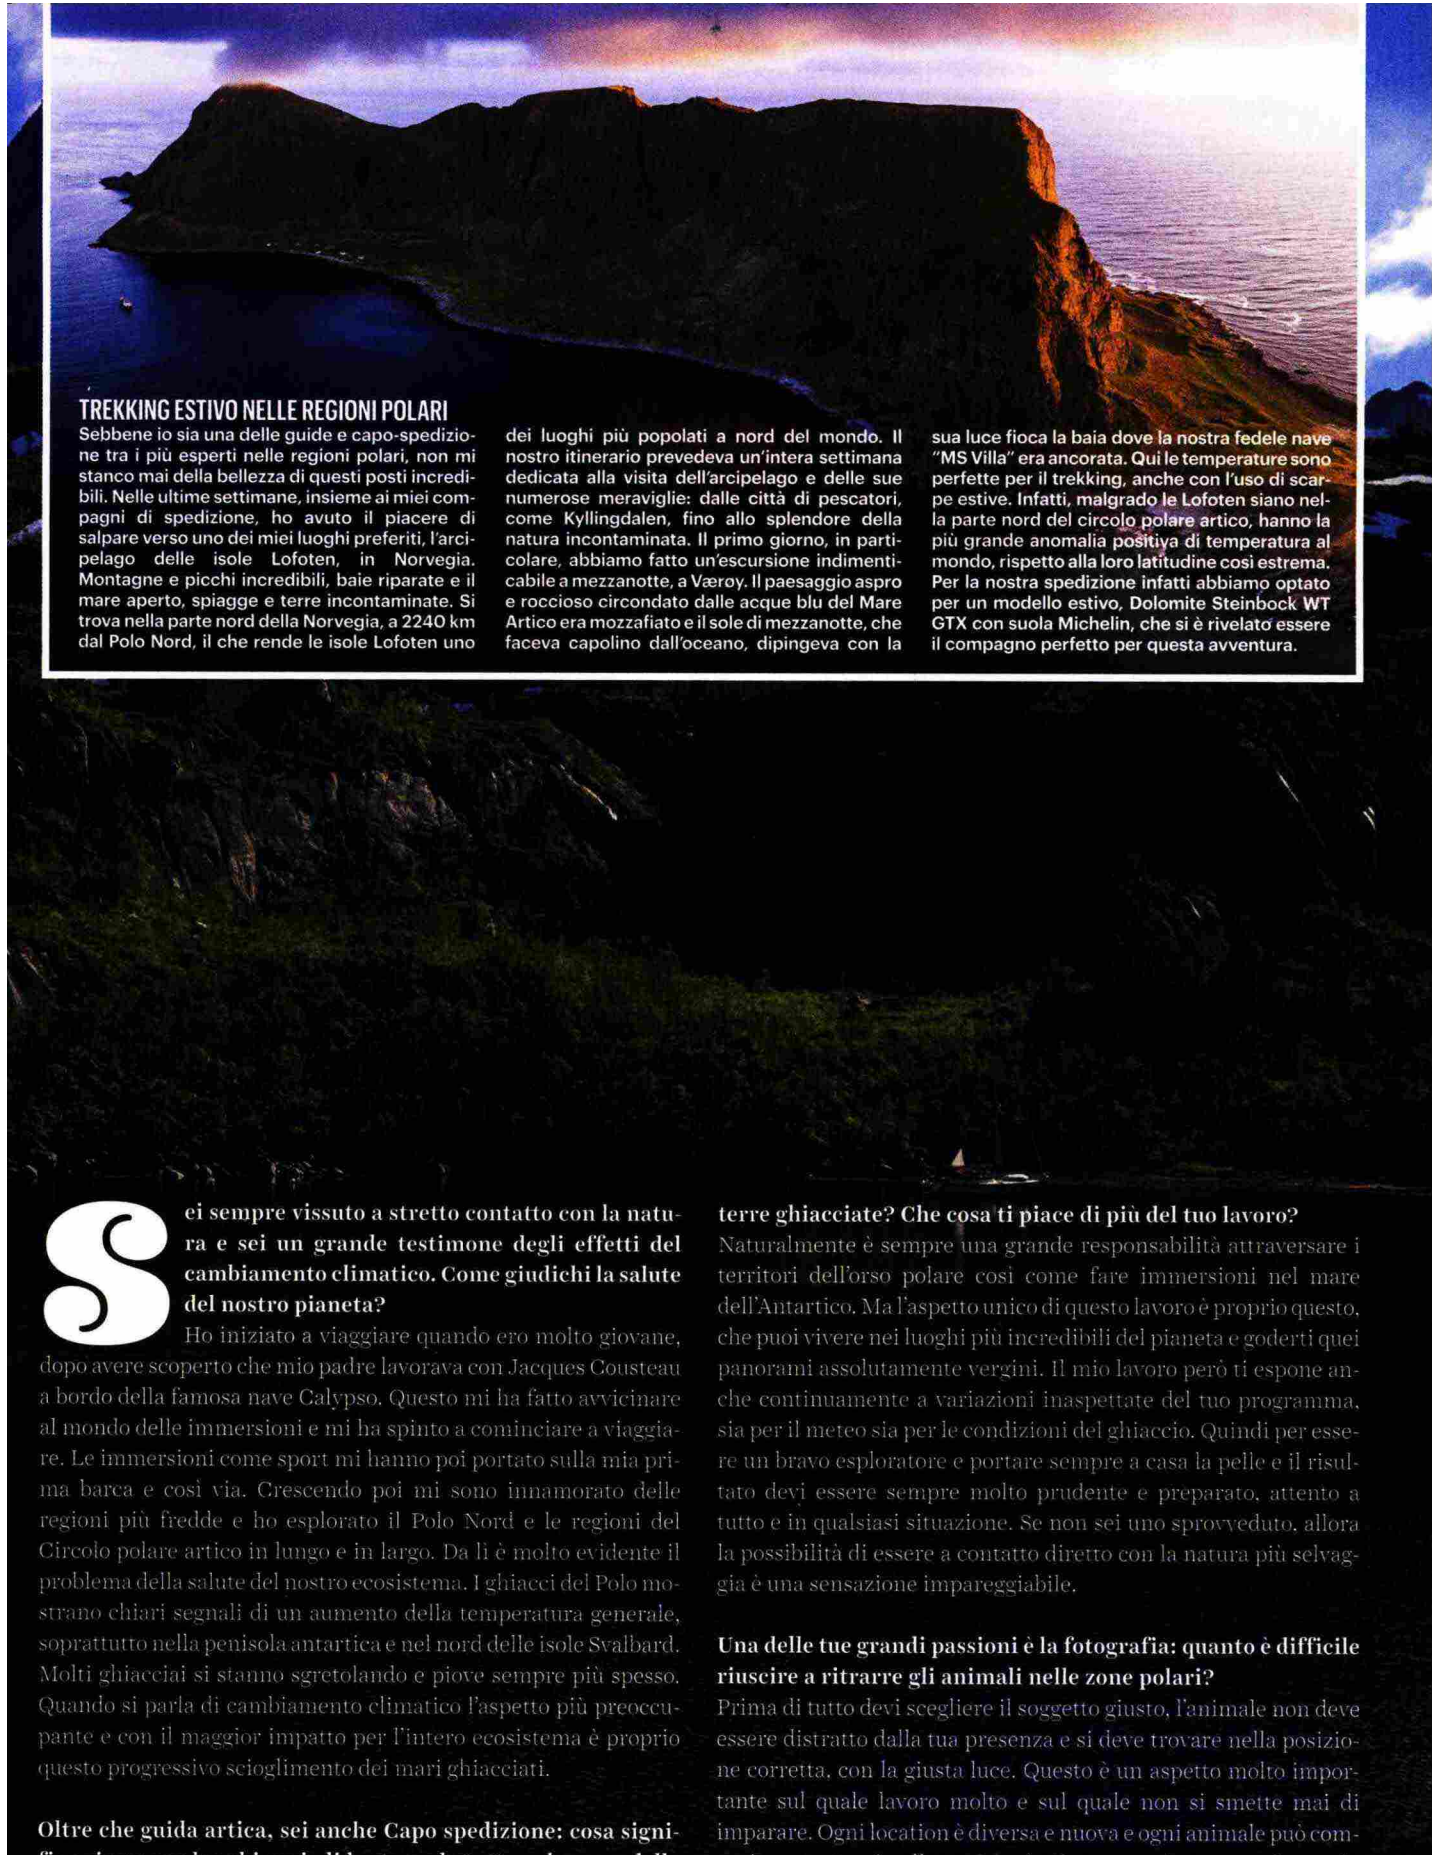 TREKKING ESTIVO NELLE REGIONI POLARI
Sebbene io sia una delle guide e capo-spedizio-
ne tra i più esperti nelle regioni polari, non mi
stanco mai della bellezza di questi posti incredi-
bili. Nelle ultime settimane, insieme ai miei com-
pagni di spedizione, ho avuto il piacere di
salpare verso uno dei miei luoghi preferiti, l'arci-
pelago delle isole Lofoten, in Norvegia.
Montagne e picchi incredibili, baie riparate e il
mare aperto, spiagge e terre incontaminate. Si
trova nella parte nord della Norvegia, a 2240 km
dal Polo Nord, il che rende le isole Lofoten uno
dei luoghi più popolati a nord del mondo. Il
nostro itinerario prevedeva un'intera settimana
dedicata alla visita dell'arcipelago e delle sue
numerose meraviglie: dalle città di pescatori,
come Kyllingdalen, fino allo splendore della
natura incontaminata. Il primo giorno, in parti-
colare, abbiamo fatto un'escursione indimenti-
cabile a mezzanotte, a Værøy. Il paesaggio aspro
e roccioso circondato dalle acque blu del Mare
Artico era mozzafiato e il sole di mezzanotte, che
faceva capolino dall'oceano, dipingeva con la
sua luce fioca la baia dove la nostra fedele nave
"MS Villa" era ancorata. Qui le temperature sono
perfette per il trekking, anche con l'uso di scar-
pe estive. Infatti, malgrado le Lofoten siano nel-
la parte nord del circolo polare artico, hanno la
più grande anomalia positiva di temperatura al
mondo, rispetto alla loro latitudine così estrema.
Per la nostra spedizione infatti abbiamo optato
per un modello estivo, Dolomite Steinbock WT
GTX con suola Michelin, che si è rivelato essere
il compagno perfetto per questa avventura.
Sei sempre vissuto a stretto contatto con la natu-
ra e sei un grande testimone degli effetti del
cambiamento climatico. Come giudichi la salute
del nostro pianeta?
Ho iniziato a viaggiare quando ero molto giovane,
dopo avere scoperto che mio padre lavorava con Jacques Cousteau
a bordo della famosa nave Calypso. Questo mi ha fatto avvicinare
al mondo delle immersioni e mi ha spinto a cominciare a viaggia-
re. Le immersioni come sport mi hanno poi portato sulla mia pri-
ma barca e così via. Crescendo poi mi sono innamorato delle
regioni più fredde e ho esplorato il Polo Nord e le regioni del
Circolo polare artico in lungo e in largo. Da lì è molto evidente il
problema della salute del nostro ecosistema. I ghiacci del Polo mo-
strano chiari segnali di un aumento della temperatura generale,
soprattutto nella penisola antartica e nel nord delle isole Svalbard.
Molti ghiacciai si stanno sgretolando e piove sempre più spesso.
Quando si parla di cambiamento climatico l'aspetto più preoccu-
pante e con il maggior impatto per l'intero ecosistema è proprio
questo progressivo scioglimento dei mari ghiacciati.
Oltre che guida artica, sei anche Capo spedizione: cosa signi-
terre ghiacciate? Che cosa ti piace di più del tuo lavoro?
Naturalmente è sempre una grande responsabilità attraversare i
territori dell'orso polare così come fare immersioni nel mare
dell'Antartico. Ma l'aspetto unico di questo lavoro è proprio questo,
che puoi vivere nei luoghi più incredibili del pianeta e goderti quei
panorami assolutamente vergini. Il mio lavoro però ti espone an-
che continuamente a variazioni inaspettate del tuo programma,
sia per il meteo sia per le condizioni del ghiaccio. Quindi per esse-
re un bravo esploratore e portare sempre a casa la pelle e il risul-
tato devi essere sempre molto prudente e preparato, attento a
tutto e in qualsiasi situazione. Se non sei uno sprovveduto, allora
la possibilità di essere a contatto diretto con la natura più selvag-
gia è una sensazione impareggiabile.
Una delle tue grandi passioni è la fotografia: quanto è difficile
riuscire a ritrarre gli animali nelle zone polari?
Prima di tutto devi scegliere il soggetto giusto, l'animale non deve
essere distratto dalla tua presenza e si deve trovare nella posizio-
ne corretta, con la giusta luce. Questo è un aspetto molto impor-
tante sul quale lavoro molto e sul quale non si smette mai di
imparare. Ogni location è diversa e nuova e ogni animale può com-